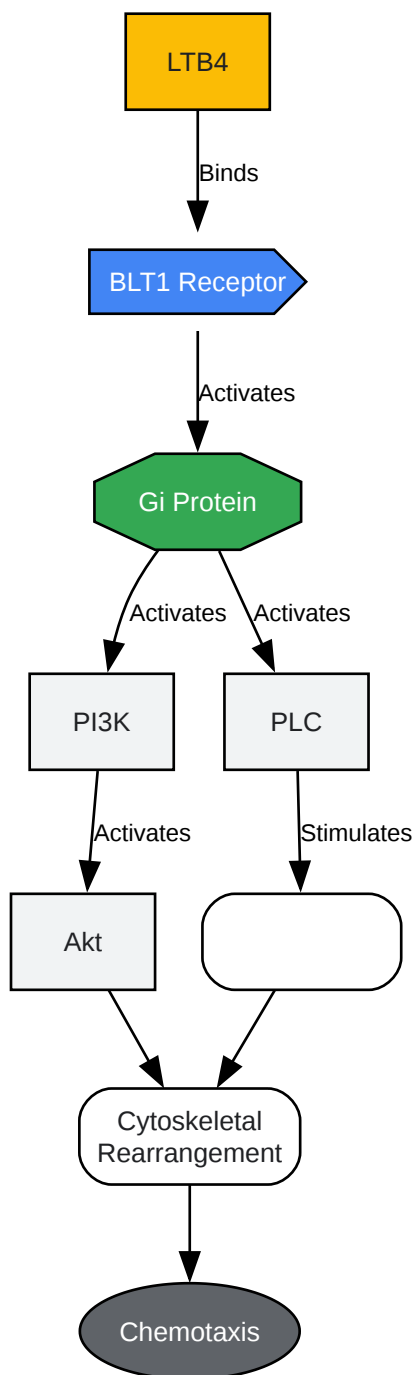 LTB4
Binds
BLT1 Receptor
Activates
Gi Protein
Activates
Activates
PI3K
PLC
Activates
Stimulates
Akt
Cytoskeletal
Rearrangement
Chemotaxis